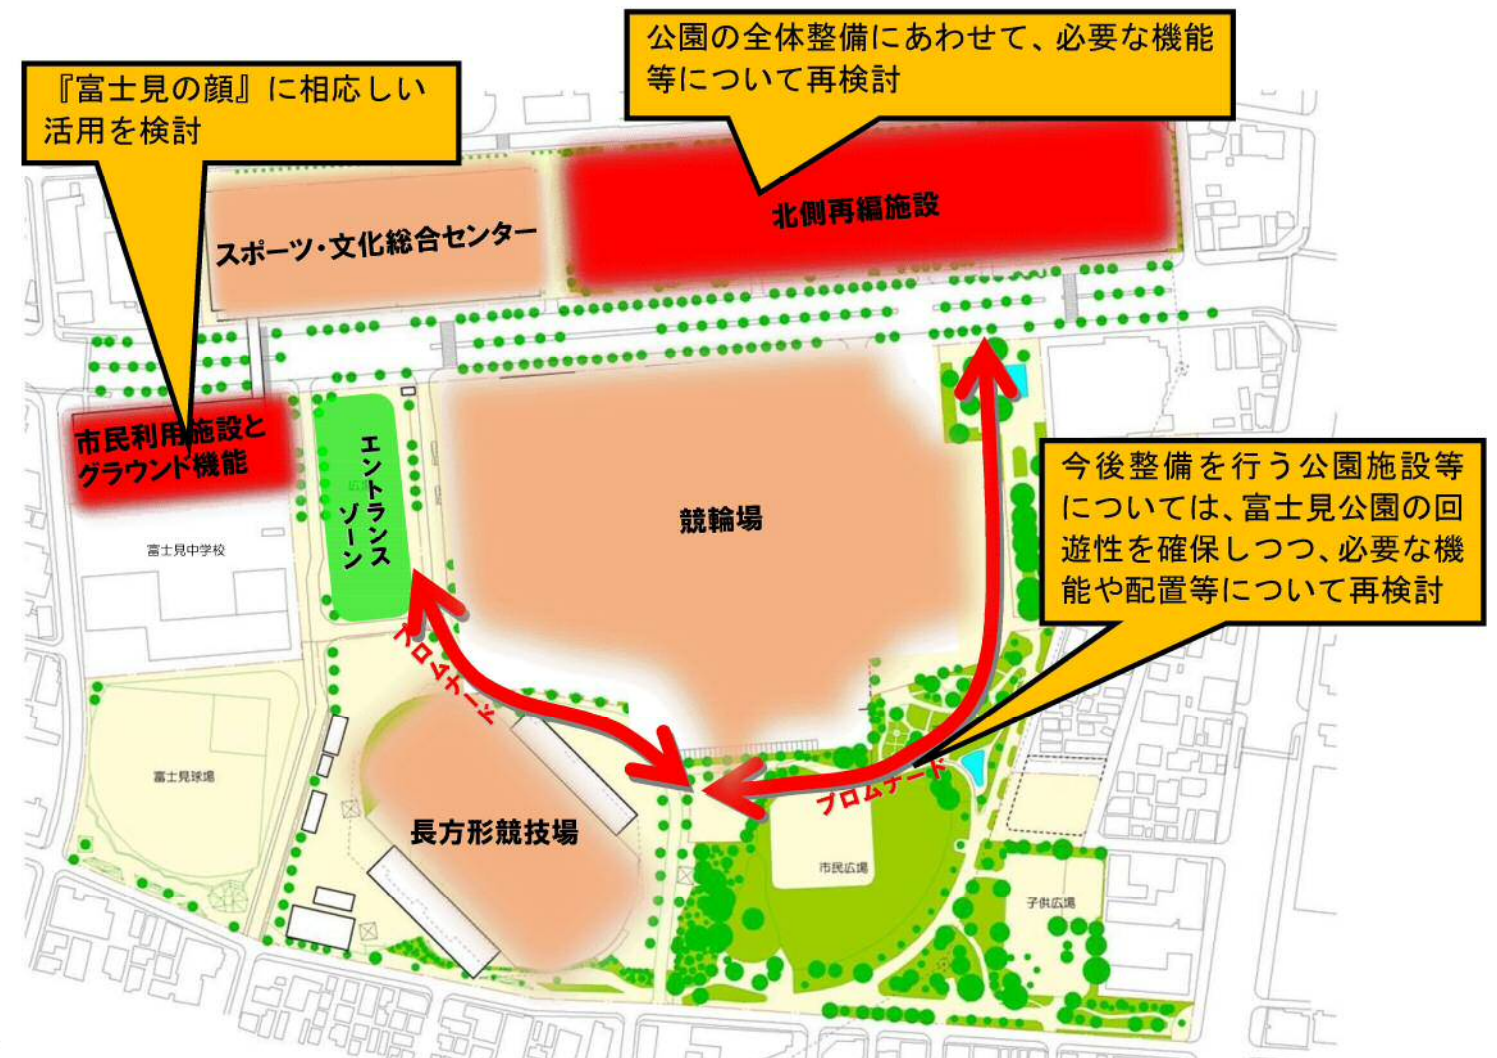 『富士見の顔』に相応しい
活用を検討
公園の全体整備にあわせて、必要な機能
等について再検討
スポーツ・文化総合センター
北側再編施設
市民利用施設と
グラウンド機能
エントランス
ゾーン
広場
競輪場
今後整備を行う公園施設等
については、富士見公園の回
遊性を確保しつつ、必要な機
能や配置等について再検討
富士見中学校
プロムナード
富士見球場
プロムナード
長方形競技場
市民広場
子供広場